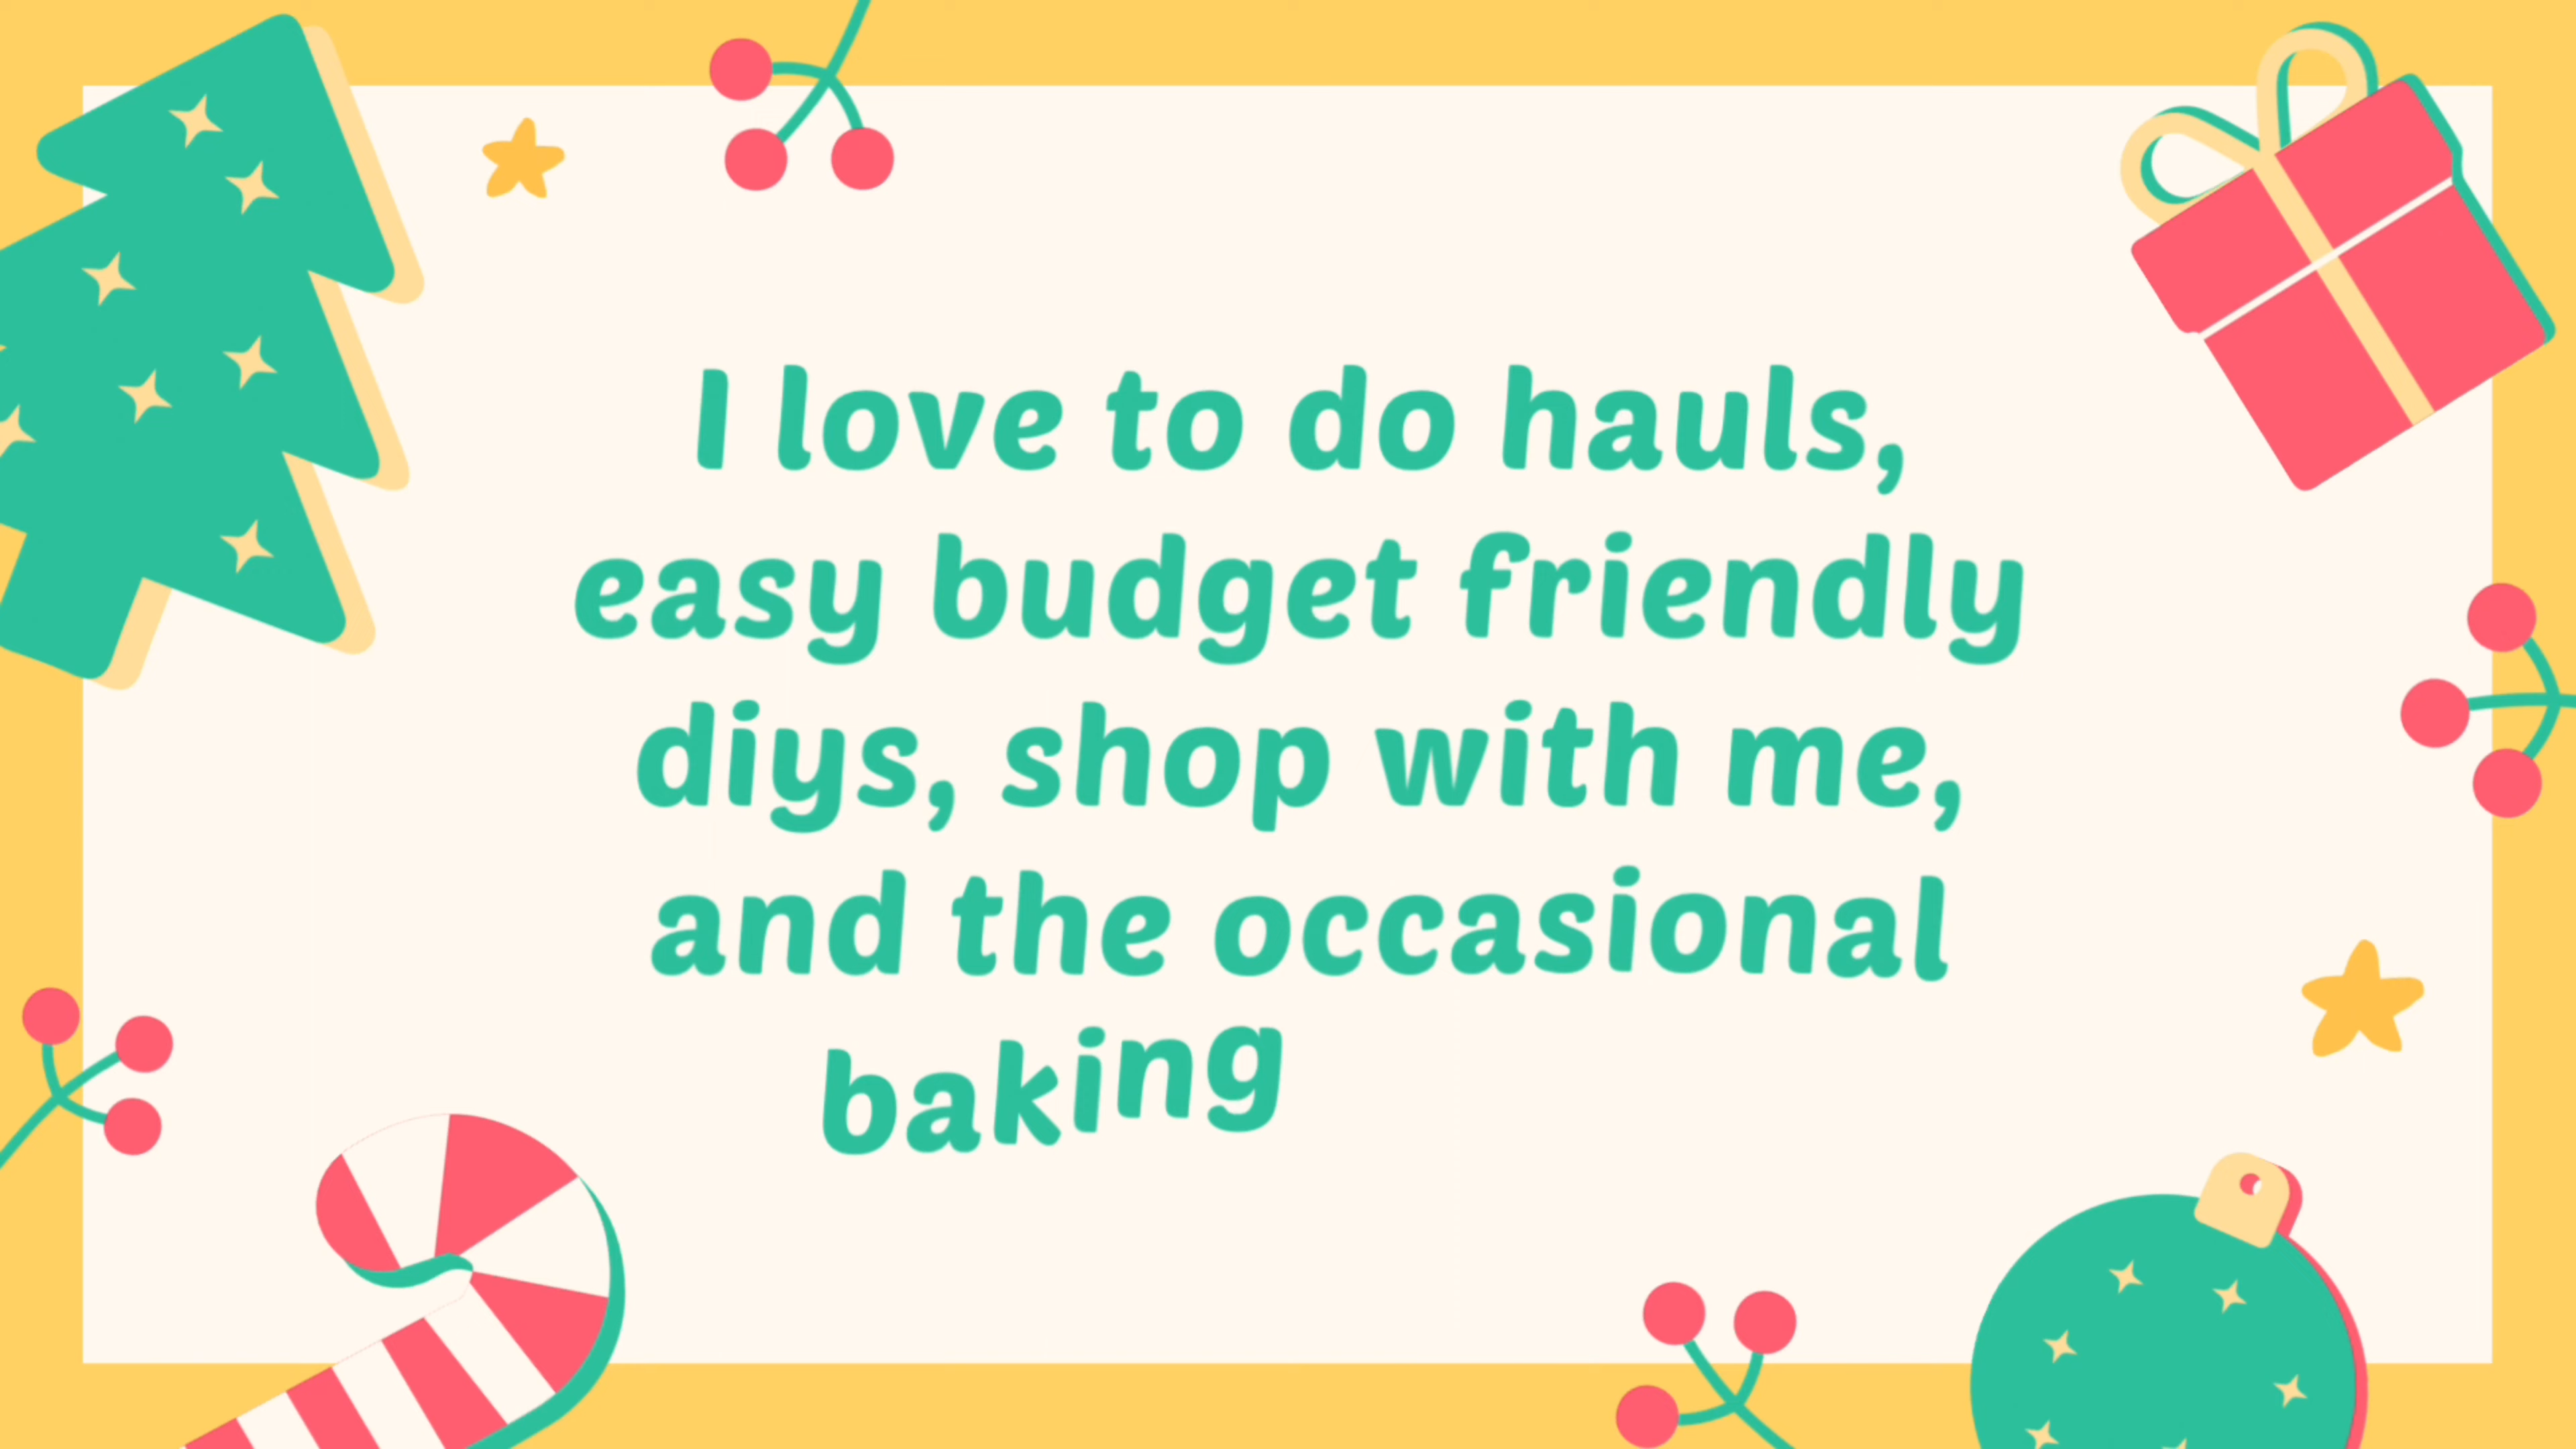 I love to do hauls,
easy budget friendly
diys, shop with me,
and the occasional
baking